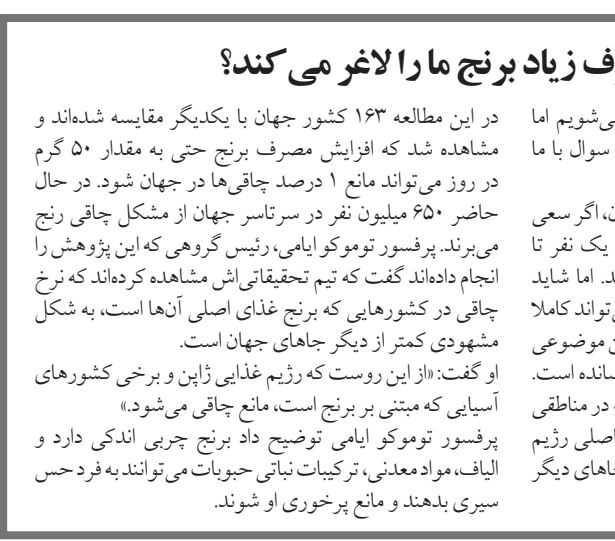 زیاد برنج ما را لاغر می‌کند؟
می‌شویم اما
سوال با ما
اگر سعی
یک نفر تا
اما شاید
کاملا
موضوعی
است.
در مناطقی
اصلی رژیم
دیگر
در این مطالعه ۱۶۳ کشور جهان با یکدیگر مقایسه شده‌اند و
مشاهده شد که افزایش مصرف برنج حتی به مقدار ۵۰ گرم
در روز می‌تواند مانع ۱ درصد چاقی‌ها در جهان شود. در حال
حاضر ۶۵۰ میلیون نفر در سرتاسر جهان از مشکل چاقی رنج
می‌برند. پرفسور توموکو ایامی، رئیس گروهی که این پژوهش را
انجام داده‌اند گفت که تیم تحقیقاتی‌اش مشاهده کرده‌اند که نرخ
چاقی در کشورهایی که برنج غذای اصلی آن‌ها است، به شکل
مشهودی کمتر از دیگر جاهای جهان است.
او گفت: «از این روست که رژیم غذایی ژاپن و برخی کشورهای
آسیایی که مبتنی بر برنج است، مانع چاقی می‌شود.»
پرفسور توموکو ایامی توضیح داد برنج چربی اندکی دارد و
الیاف، مواد معدنی، ترکیبات نباتی حبوبات می‌توانند به فرد حس
سیری بدهند و مانع پرخوری او شوند.